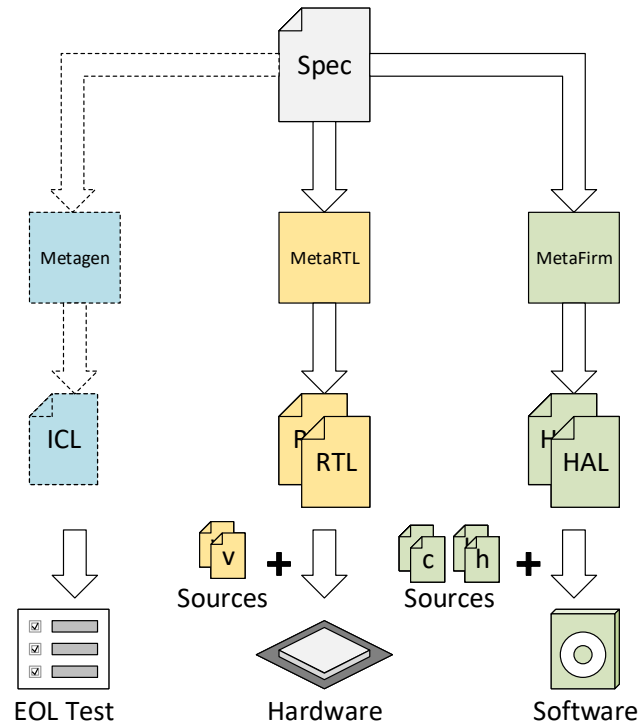 Spec
Metagen
MetaRTL
MetaFirm
ICL
RTL
HAL
v
c
h
Sources
Sources
EOL Test
Hardware
Software